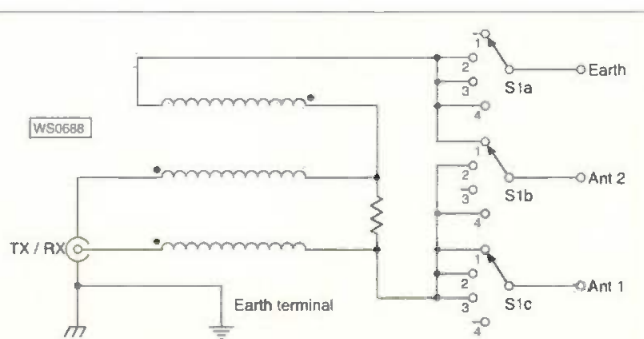 WS0688
1
2
3
4
S1a
Earth
1
2
3
4
S1b
Ant 2
1
2
3
4
S1c
Ant 1
TX / RX
Earth terminal